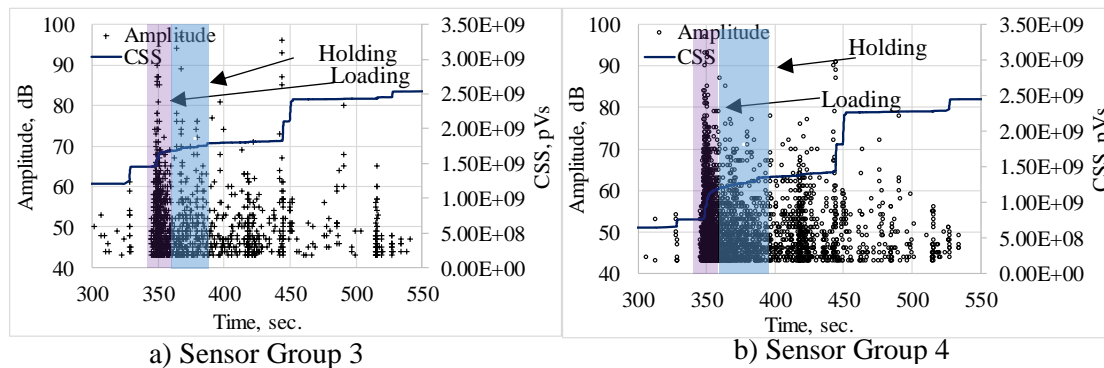 100
90
80
70
60
50
40
Amplitude, dB
Amplitude
CSS
Holding
Loading
3.50E+09
3.00E+09
2.50E+09
2.00E+09
1.50E+09
1.00E+09
5.00E+08
0.00E+00
CSS, pVs
300 350 400 450 500 550
Time, sec.
a) Sensor Group 3
100
90
80
70
60
50
40
Amplitude, dB
Amplitude
CSS
Holding
Loading
3.50E+09
3.00E+09
2.50E+09
2.00E+09
1.50E+09
1.00E+09
5.00E+08
0.00E+00
CSS, pVs
300 350 400 450 500 550
Time, sec.
b) Sensor Group 4